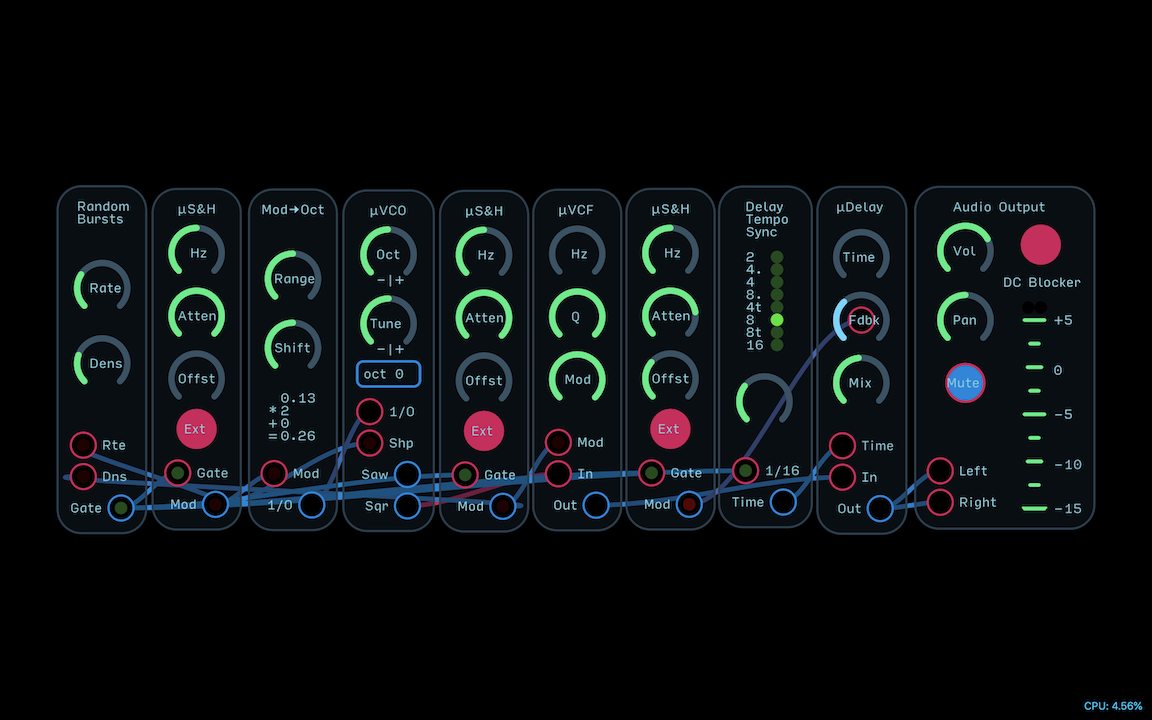 Random
Bursts
Rate
Dens
Rte
Dns
Gate
µS&H
Hz
Atten
Offst
Ext
Gate
Mod
Mod→Oct
Range
Shift
0.13
*2
+0
=0.26
Mod
1/O
µVCO
Oct
-|+
Tune
-|+
oct 0
1/O
Shp
Saw
Sqr
µS&H
Hz
Atten
Offst
Ext
Gate
Mod
µVCF
Hz
Q
Mod
Mod
In
Out
µS&H
Hz
Atten
Offst
Ext
Gate
Mod
Delay
Tempo
Sync
2
4.
4
8.
4t
8
8t
16
1/16
Time
µDelay
Time
Fdbk
Mix
Time
In
Out
Audio Output
Vol
DC Blocker
Pan
Mute
Left
Right
+5
0
-5
-10
-15
CPU: 4.56%